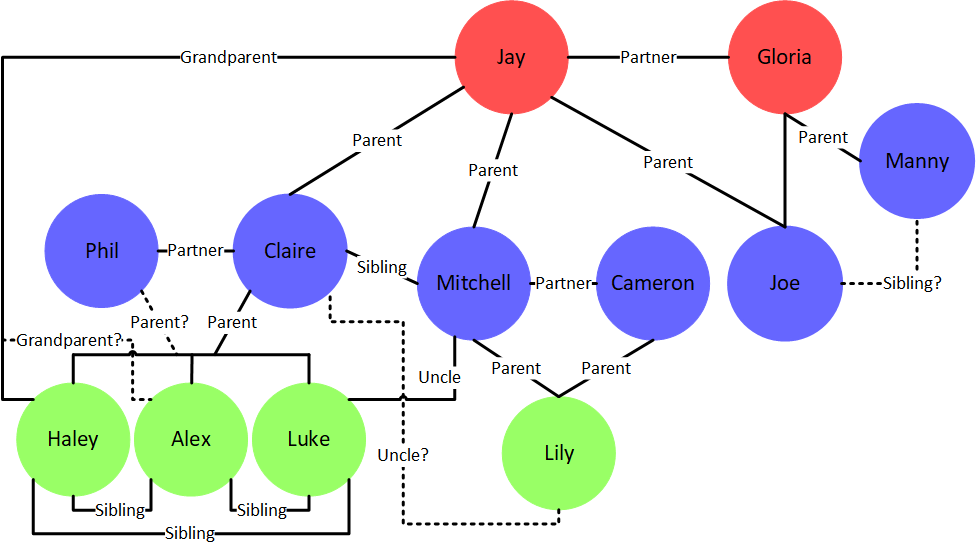 Grandparent
Jay
Partner
Gloria
Parent
Parent
Manny
Parent
Parent
Phil
Partner
Claire
Sibling
Mitchell
Partner
Cameron
Joe
Sibling?
Parent?
Parent
Grandparent?
Uncle
Parent
Parent
Haley
Alex
Luke
Uncle?
Lily
Sibling
Sibling
Sibling